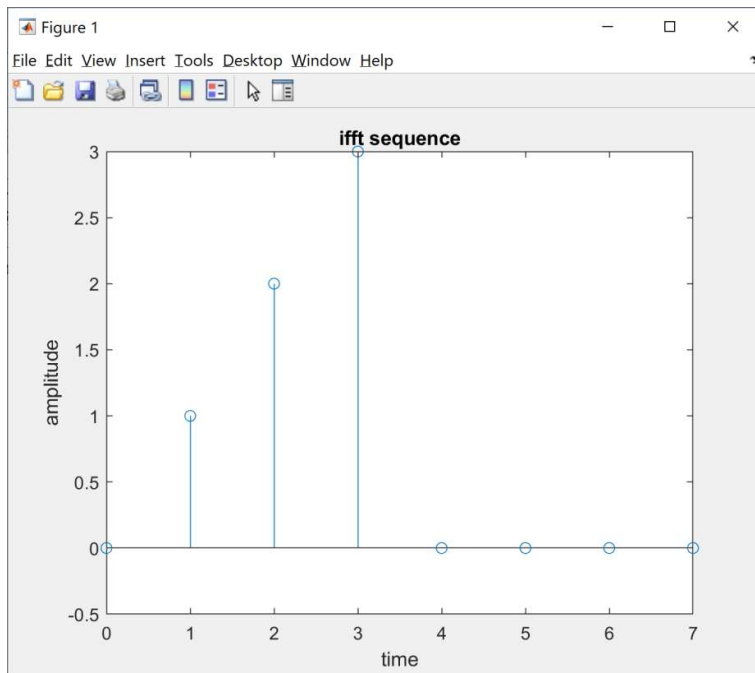 Figure 1
File Edit View Insert Tools Desktop Window Help
ifft sequence
3
2.5
2
1.5
1
0.5
0
-0.5
amplitude
0 1 2 3 4 5 6 7
time